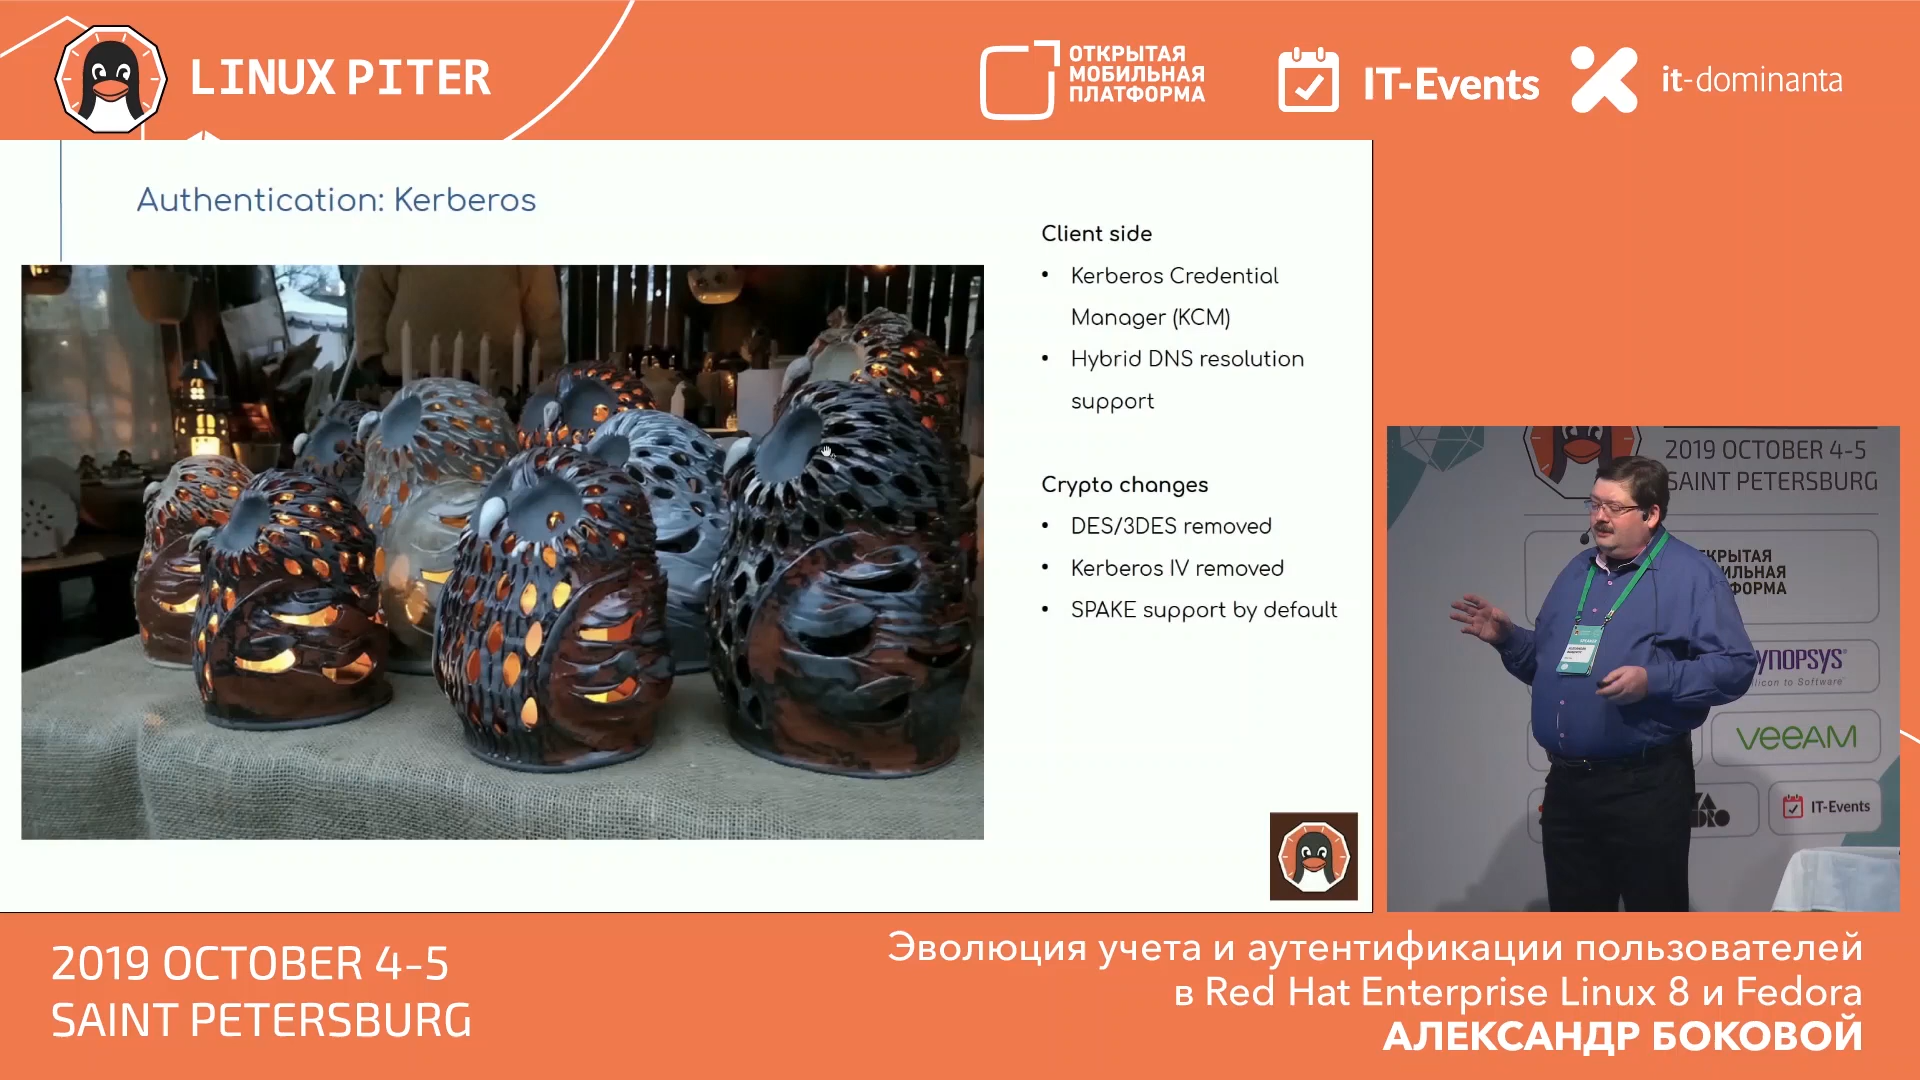 LINUX PITER
ОТКРЫТАЯ
МОБИЛЬНАЯ
ПЛАТФОРМА
IT-Events
it-dominanta
Authentication: Kerberos
Client side
• Kerberos Credential
Manager (KCM)
• Hybrid DNS resolution
support
Crypto changes
• DES/3DES removed
• Kerberos IV removed
• SPAKE support by default
2019 OCTOBER 4-5
SAINT PETERSBURG
VEEAM
IT-Events
2019 OCTOBER 4-5
SAINT PETERSBURG
Эволюция учета и аутентификации пользователей
в Red Hat Enterprise Linux 8 и Fedora
АЛЕКСАНДР БОКОВОЙ